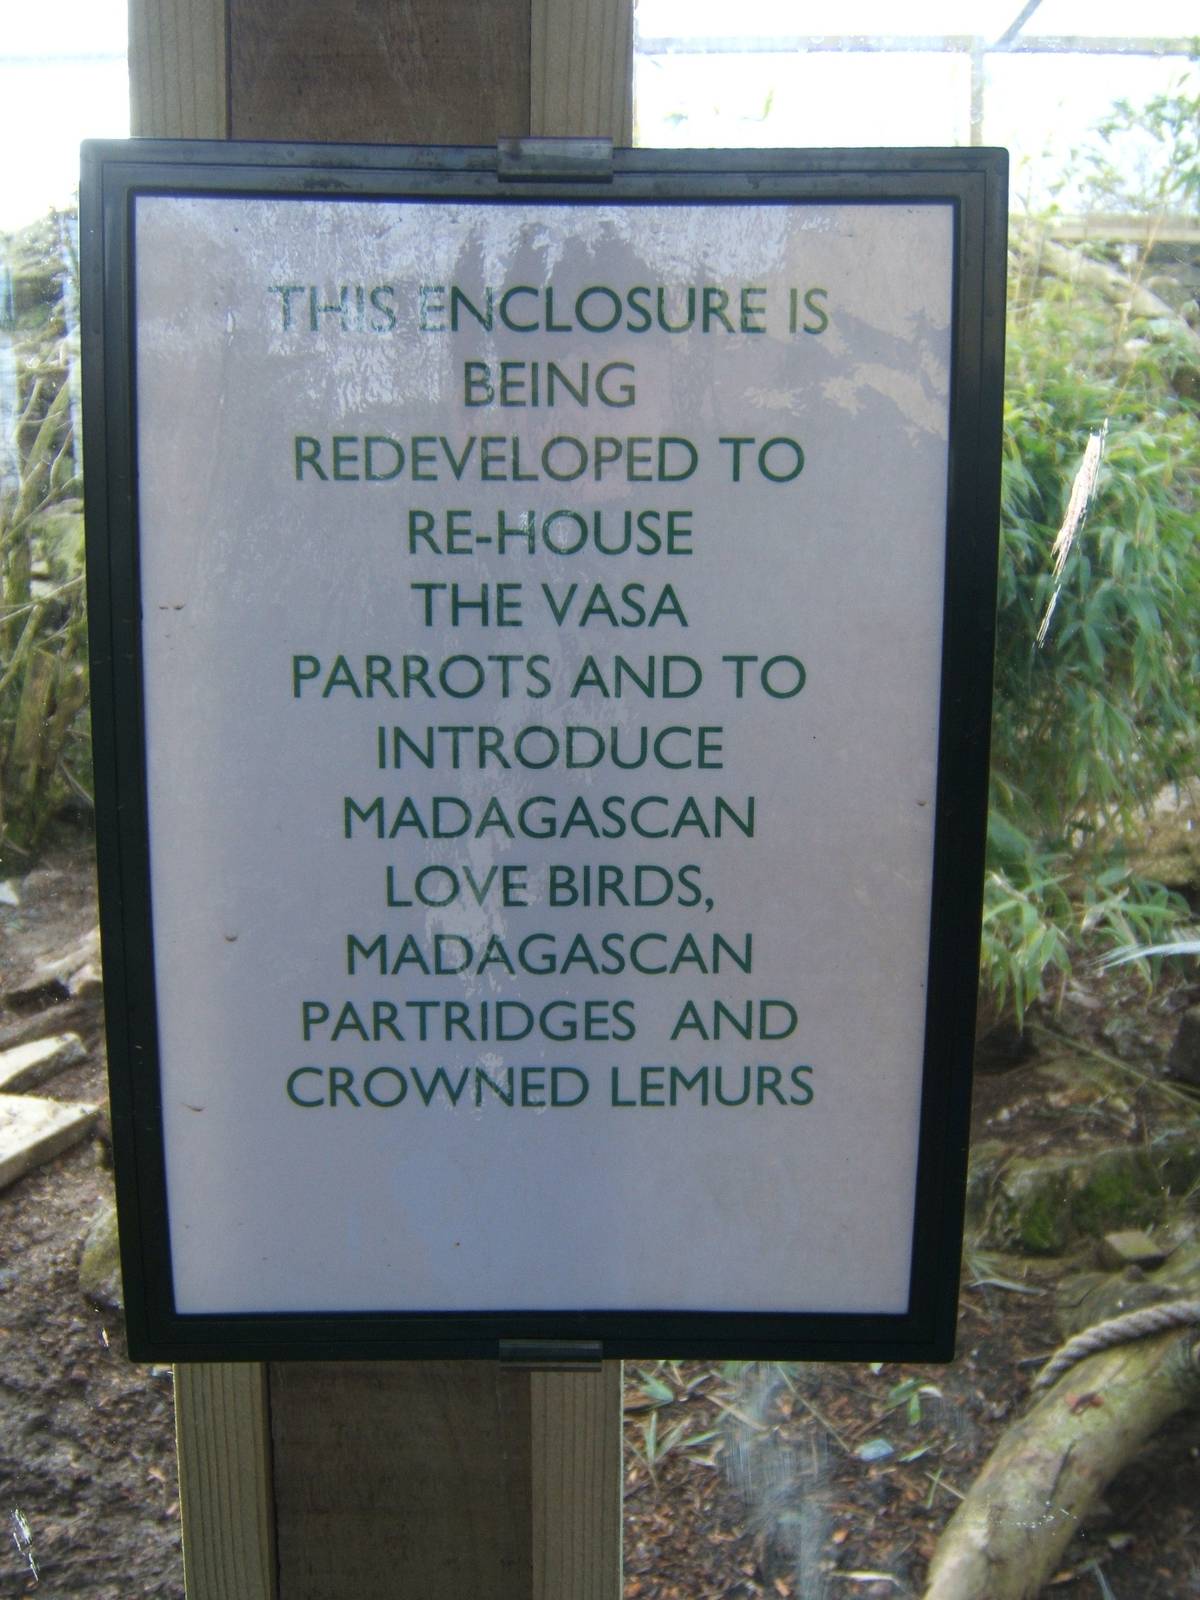 THIS ENCLOSURE IS
BEING
REDEVELOPED TO
RE-HOUSE
THE VASA
PARROTS AND TO
INTRODUCE
MADAGASCAN
LOVE BIRDS,
MADAGASCAN
PARTRIDGES AND
CROWNED LEMURS